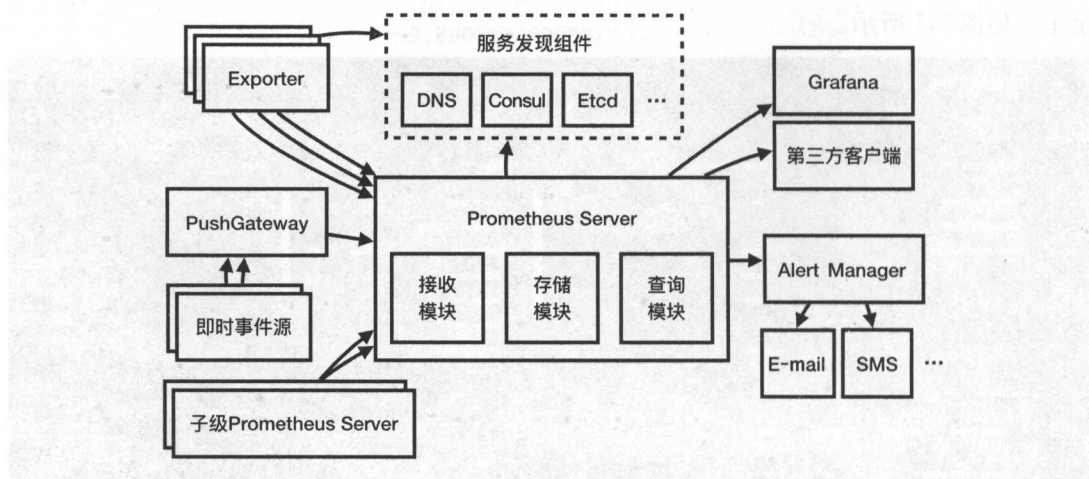 服务发现组件
Exporter
DNS
Consul
Etcd
...
Grafana
第三方客户端
PushGateway
Prometheus Server
接收
模块
存储
模块
查询
模块
Alert Manager
即时事件源
E-mail
SMS
...
子级Prometheus Server